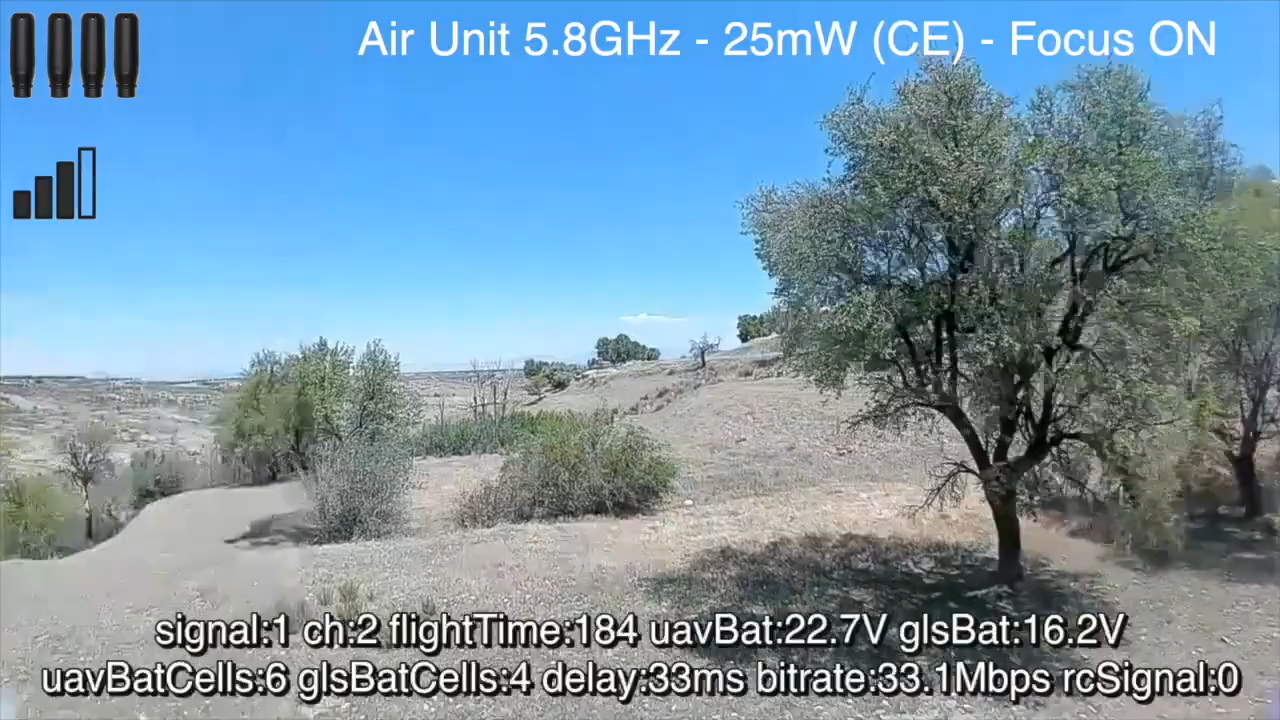 Air Unit 5.8GHz - 25mW (CE) - Focus ON
signal:1 ch:2 flightTime:184 uavBat:22.7V glsBat:16.2V
uavBatCells:6 glsBatCells:4 delay:33ms bitrate:33.1Mbps rcSignal:0